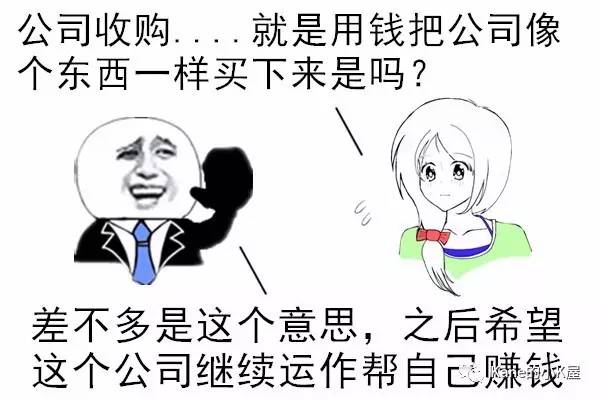 公司收购....就是用钱把公司像
个东西一样买下来是吗？
差不多是这个意思，之后希望
这个公司继续运作帮自己赚钱